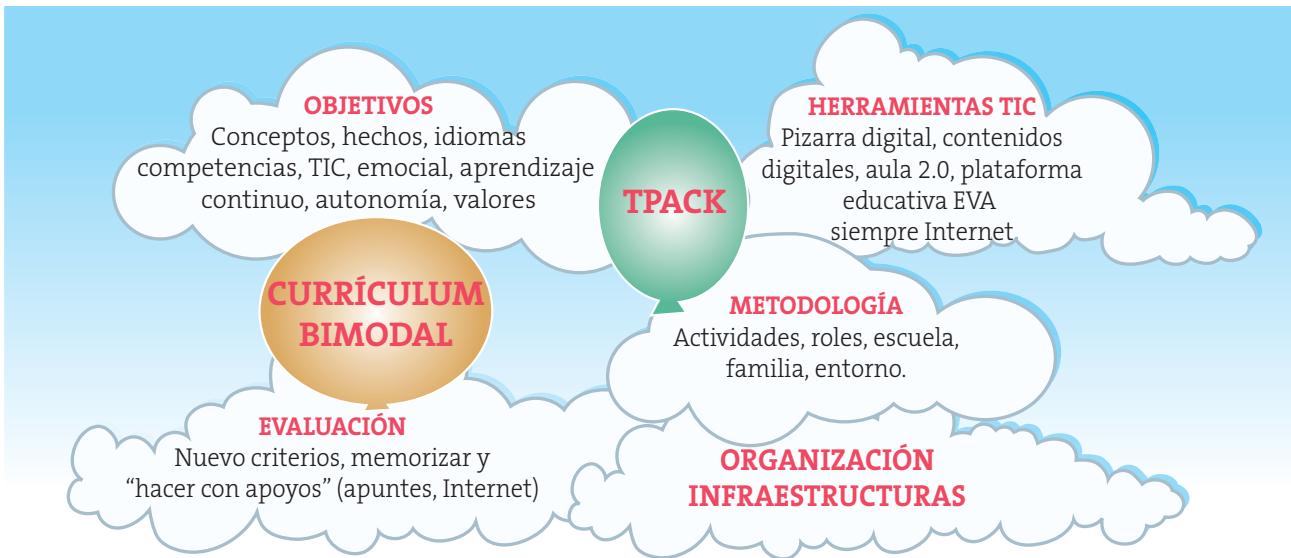 OBJETIVOS
Conceptos, hechos, idiomas
competencias, TIC, emocial, aprendizaje
continuo, autonomía, valores
TPACK
HERRAMIENTAS TIC
Pizarra digital, contenidos
digitales, aula 2.0, plataforma
educativa EVA
siempre Internet
CURRÍCULUM
BIMODAL
METODOLOGÍA
Actividades, roles, escuela,
familia, entorno.
EVALUACIÓN
Nuevo criterios, memorizar y
“hacer con apoyos” (apuntes, Internet)
ORGANIZACIÓN
INFRAESTRUCTURAS